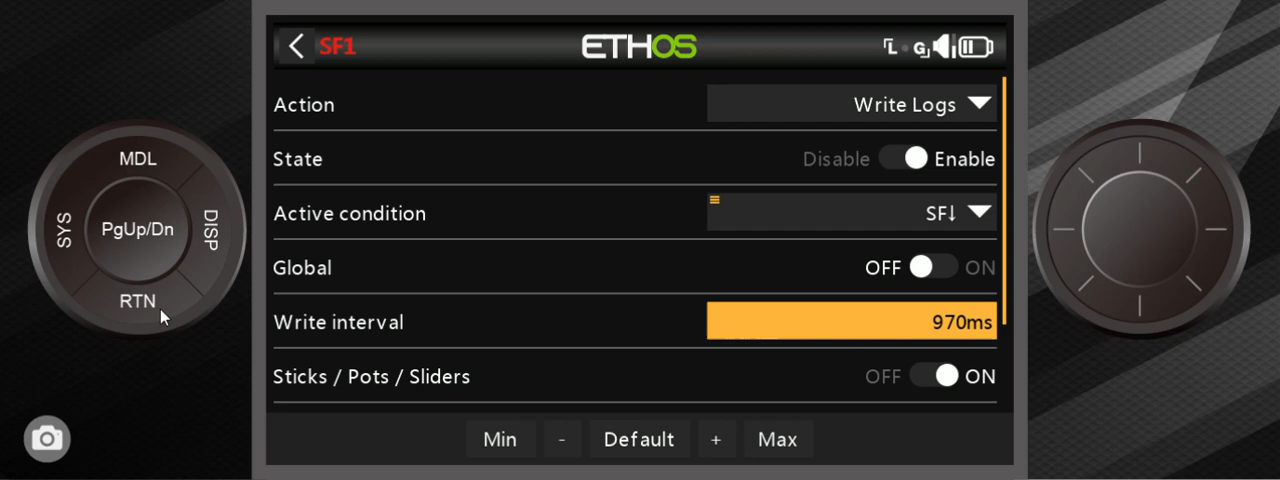 SF1 ETHOS L G
Action Write Logs
State Disable Enable
Active condition SF↓
Global OFF ON
Write interval 970ms
Sticks / Pots / Sliders OFF ON
Min - Default + Max
MDL
SYS
PgUp/Dn
DISP
RTN